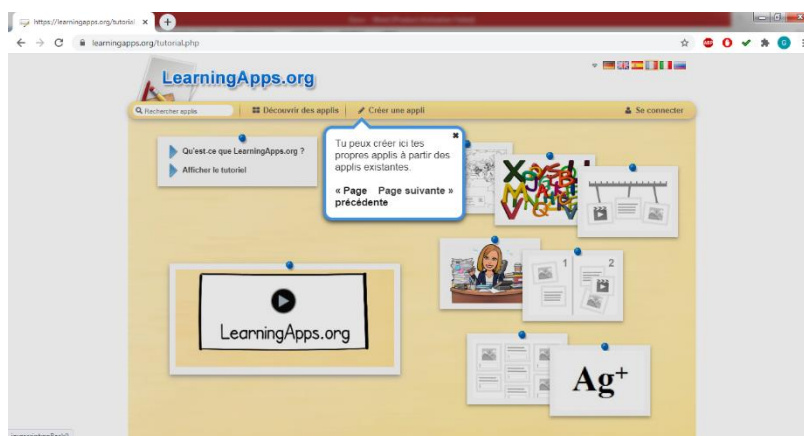 https://learningapps.org/tutorial
learningapps.org/tutorial.php
ABP
G
LearningApps.org
Rechercher applis
Découvrir des applis
Créer une appli
Se connecter
Qu'est-ce que LearningApps.org ?
Afficher le tutoriel
Tu peux créer ici tes
propres applis à partir des
applis existantes.
« Page Page suivante »
précédente
1 2
LearningApps.org
Ag+